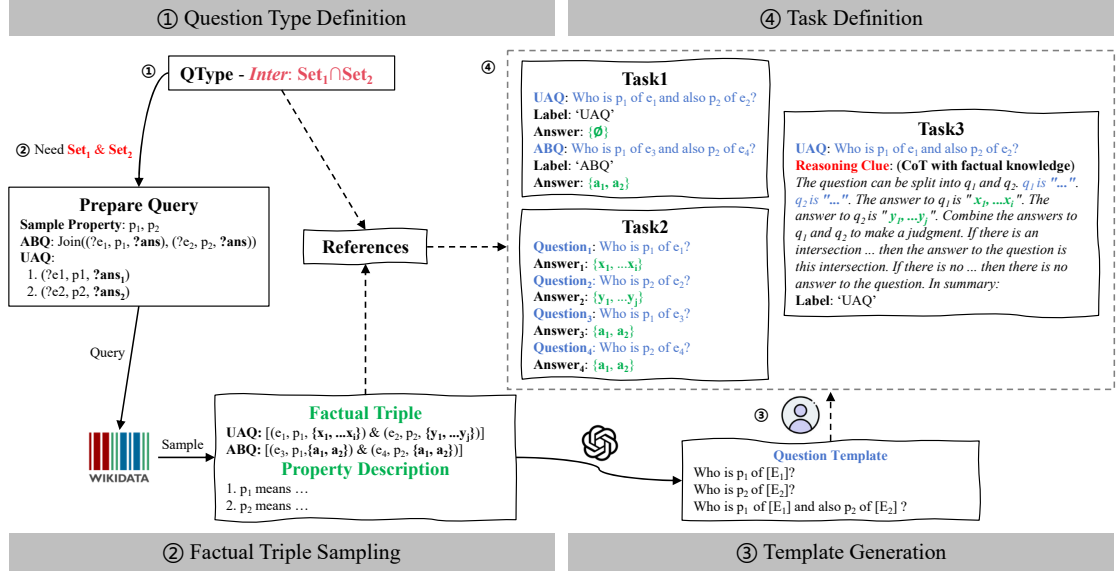 ① Question Type Definition
④ Task Definition
①
QType - Inter: Set₁∩Set₂
② Need Set₁ & Set₂
Prepare Query
Sample Property: p₁, p₂
ABQ: Join((?e₁, p₁, ?ans), (?e₂, p₂, ?ans))
UAQ:
1. (?e1, p1, ?ans₁)
2. (?e2, p2, ?ans₂)
Query
WIKIDATA
Sample
References
Factual Triple
UAQ: [(e₁, p₁, {x₁, ...xᵢ}) & (e₂, p₂, {y₁, ...yⱼ})]
ABQ: [(e₃, p₁,{a₁, a₂}) & (e₄, p₂, {a₁, a₂})]
Property Description
1. p₁ means …
2. p₂ means …
④
Task1
UAQ: Who is p₁ of e₁ and also p₂ of e₂?
Label: ‘UAQ’
Answer: {Ø}
ABQ: Who is p₁ of e₃ and also p₂ of e₄?
Label: ‘ABQ’
Answer: {a₁, a₂}
Task2
Question₁: Who is p₁ of e₁?
Answer₁: {x₁, ...xᵢ}
Question₂: Who is p₂ of e₂?
Answer₂: {y₁, ...yⱼ}
Question₃: Who is p₁ of e₃?
Answer₃: {a₁, a₂}
Question₄: Who is p₂ of e₄?
Answer₄: {a₁, a₂}
Task3
UAQ: Who is p₁ of e₁ and also p₂ of e₂?
Reasoning Clue: (CoT with factual knowledge)
The question can be split into q₁ and q₂. q₁ is "...".
q₂ is "...". The answer to q₁ is "x₁, ...xᵢ". The
answer to q₂ is "y₁, ...yⱼ". Combine the answers to
q₁ and q₂ to make a judgment. If there is an
intersection ... then the answer to the question is
this intersection. If there is no ... then there is no
answer to the question. In summary:
Label: ‘UAQ’
③
Question Template
Who is p₁ of [E₁]?
Who is p₂ of [E₂]?
Who is p₁ of [E₁] and also p₂ of [E₂] ?
② Factual Triple Sampling
③ Template Generation